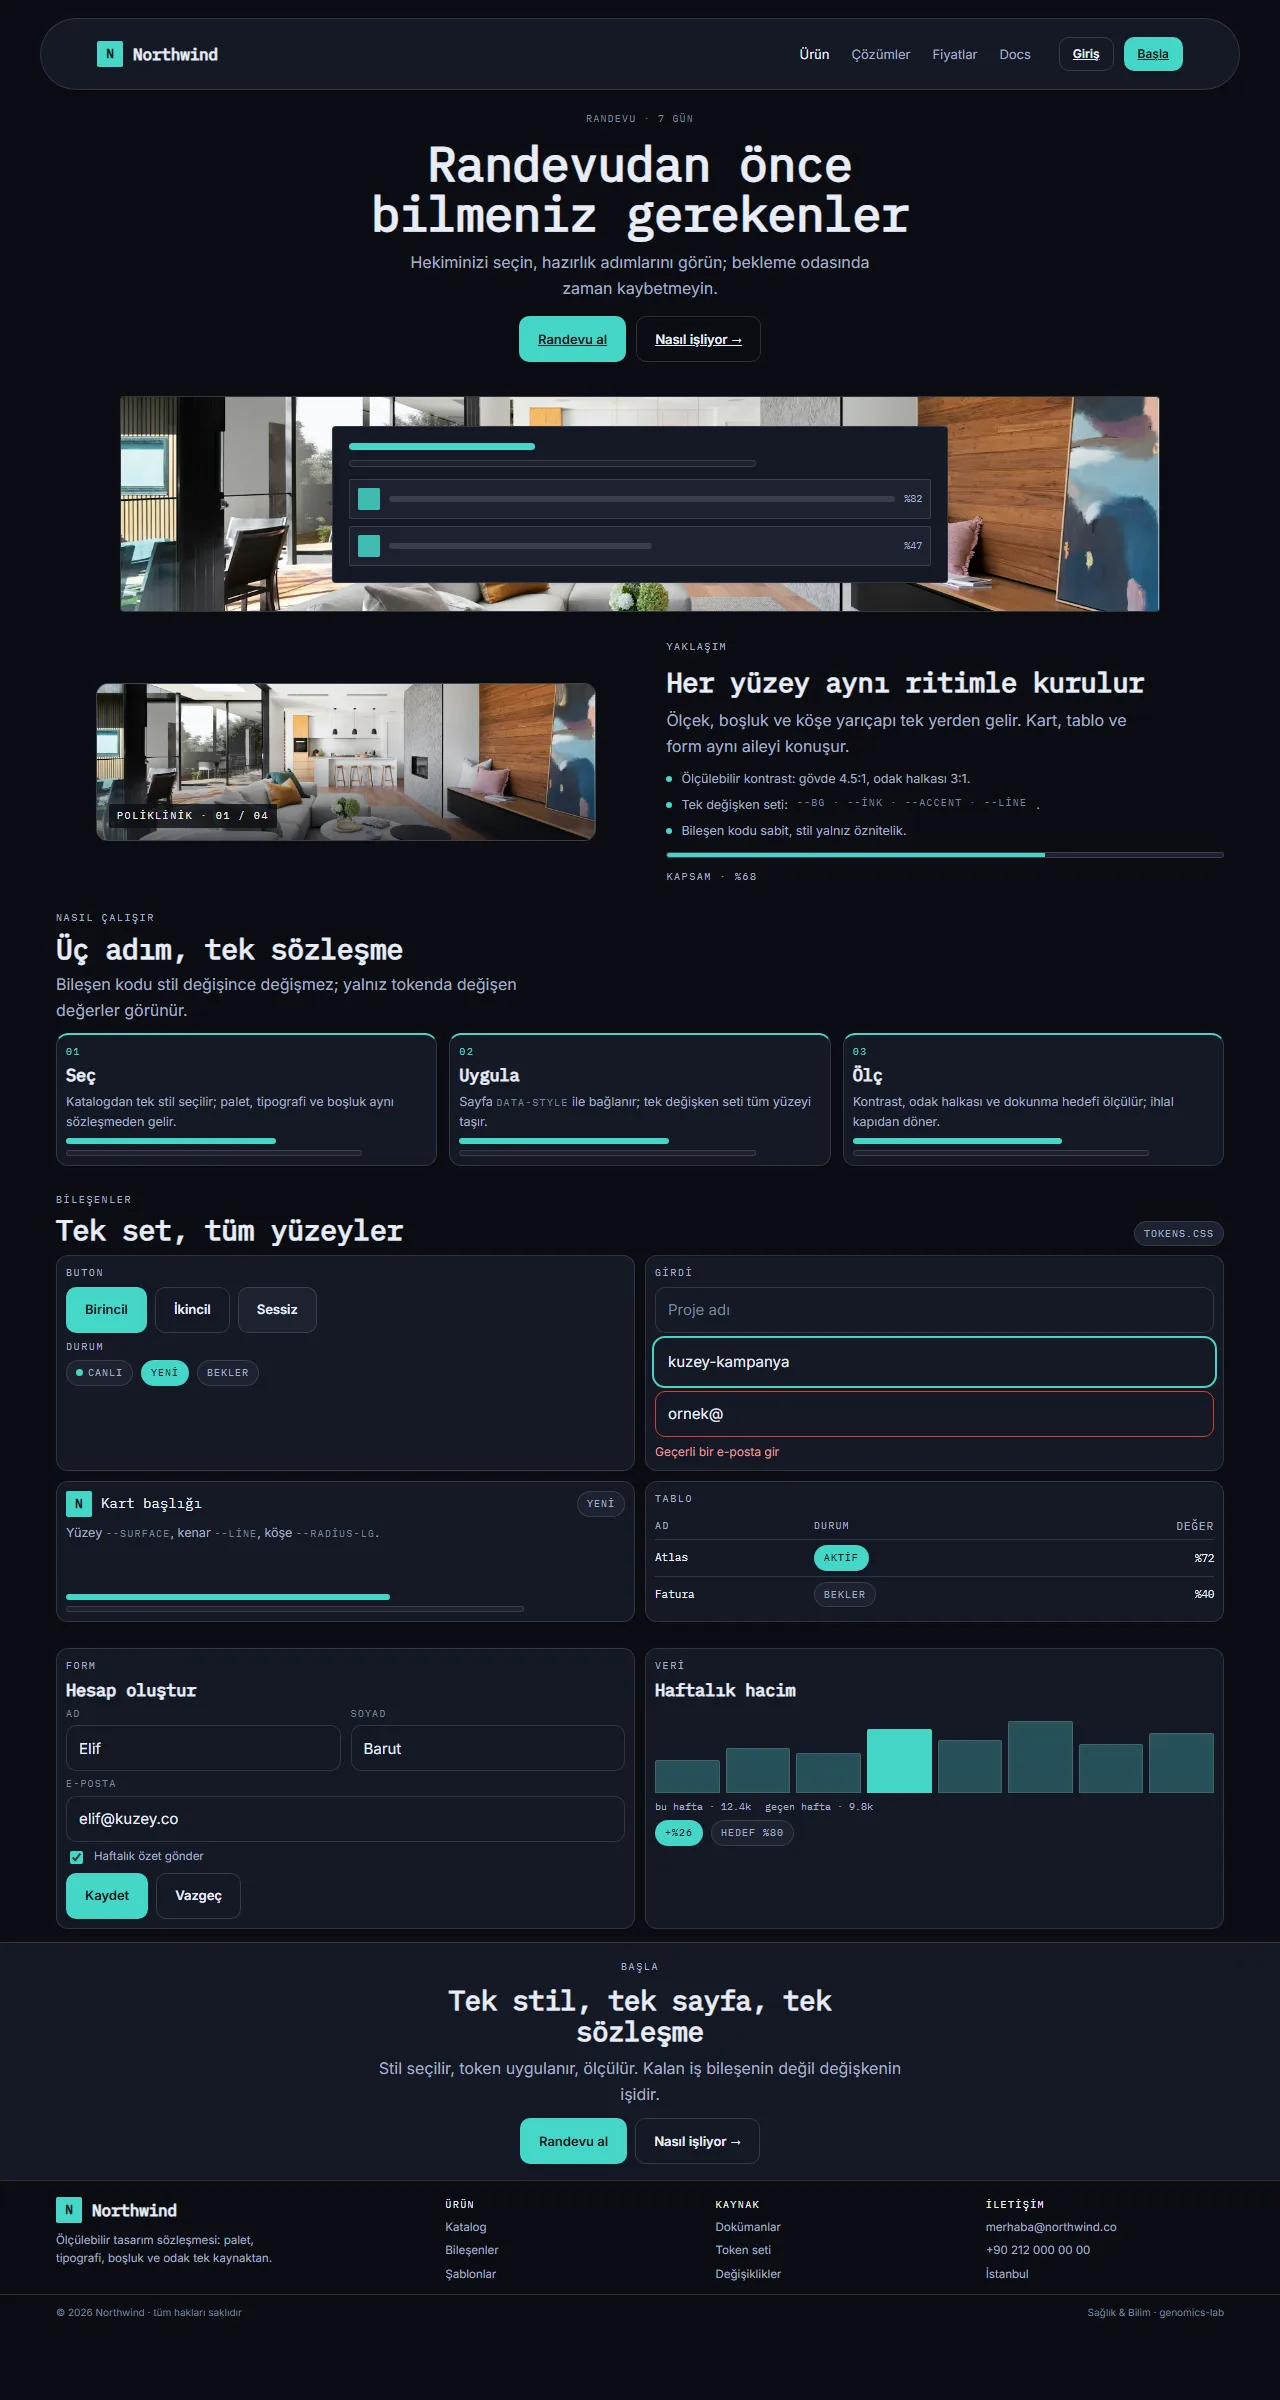 N Northwind
Ürün Çözümler Fiyatlar Docs Giriş Başla
RANDEVU · 7 GÜN
Randevudan önce
bilmeniz gerekenler
Hekiminizi seçin, hazırlık adımlarını görün; bekleme odasında
zaman kaybetmeyin.
Randevu al Nasıl işliyor →
%82
%47
POLİKLİNİK · 01 / 04
YAKLAŞIM
Her yüzey aynı ritimle kurulur
Ölçek, boşluk ve köşe yarıçapı tek yerden gelir. Kart, tablo ve
form aynı aileyi konuşur.
Ölçülebilir kontrast: gövde 4.5:1, odak halkası 3:1.
Tek değişken seti: --BG · --İNK · --ACCENT · --LİNE .
Bileşen kodu sabit, stil yalnız öznitelik.
KAPSAM · %68
NASIL ÇALIŞIR
Üç adım, tek sözleşme
Bileşen kodu stil değişince değişmez; yalnız tokenda değişen
değerler görünür.
01
Seç
Katalogdan tek stil seçilir; palet, tipografi ve boşluk aynı
sözleşmeden gelir.
02
Uygula
Sayfa DATA-STYLE ile bağlanır; tek değişken seti tüm yüzeyi
taşır.
03
Ölç
Kontrast, odak halkası ve dokunma hedefi ölçülür; ihlal
kapıdan döner.
BİLEŞENLER
Tek set, tüm yüzeyler
TOKENS.CSS
BUTON
Birincil İkincil Sessiz
DURUM
CANLI YENİ BEKLER
GİRDİ
Proje adı
kuzey-kampanya
ornek@
Geçerli bir e-posta gir
N Kart başlığı YENİ
Yüzey --SURFACE, kenar --LİNE, köşe --RADİUS-LG.
TABLO
AD DURUM DEĞER
Atlas AKTİF %72
Fatura BEKLER %40
FORM
Hesap oluştur
AD SOYAD
Elif Barut
E-POSTA
elif@kuzey.co
Haftalık özet gönder
Kaydet Vazgeç
VERİ
Haftalık hacim
bu hafta · 12.4k geçen hafta · 9.8k
+%26 HEDEF %80
BAŞLA
Tek stil, tek sayfa, tek
sözleşme
Stil seçilir, token uygulanır, ölçülür. Kalan iş bileşenin değil değişkenin
işidir.
Randevu al Nasıl işliyor →
N Northwind
Ölçülebilir tasarım sözleşmesi: palet,
tipografi, boşluk ve odak tek kaynaktan.
ÜRÜN
Katalog
Bileşenler
Şablonlar
KAYNAK
Dokümanlar
Token seti
Değişiklikler
İLETİŞİM
merhaba@northwind.co
+90 212 000 00 00
İstanbul
© 2026 Northwind · tüm hakları saklıdır
Sağlık & Bilim · genomics-lab